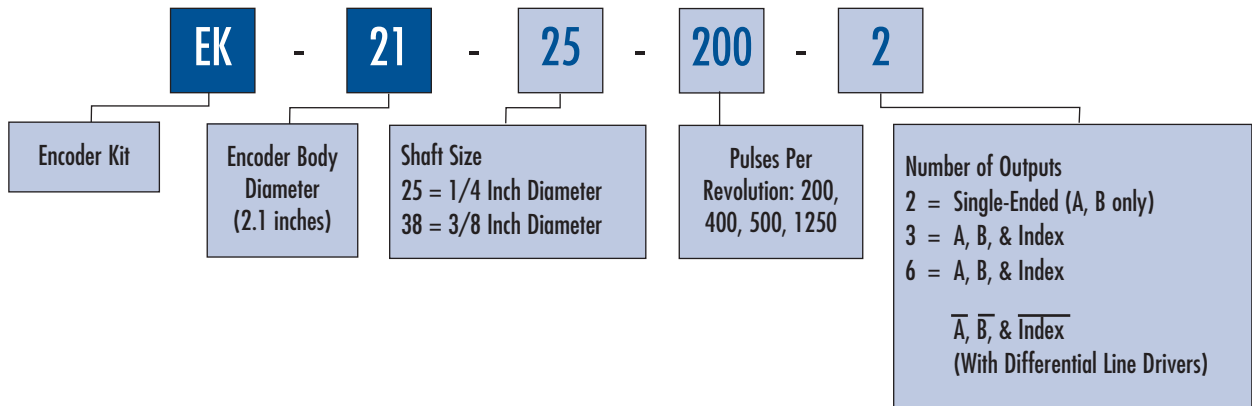 EK - 21 - 25 - 200 - 2
Encoder Kit
Encoder Body
Diameter
(2.1 inches)
Shaft Size
25 = 1/4 Inch Diameter
38 = 3/8 Inch Diameter
Pulses Per
Revolution: 200,
400, 500, 1250
Number of Outputs
2 = Single-Ended (A, B only)
3 = A, B, & Index
6 = A, B, & Index
A̅, B̅, & I̅n̅d̅e̅x̅
(With Differential Line Drivers)